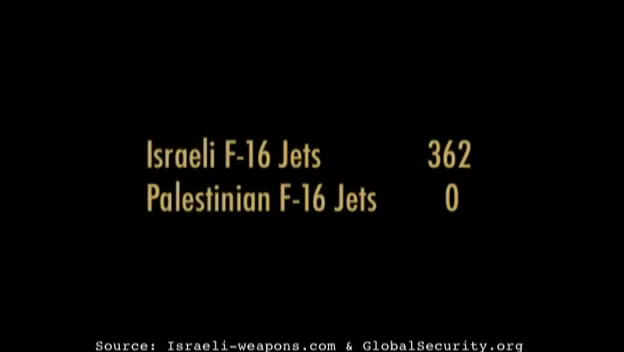 Israeli F-16 Jets 362
Palestinian F-16 Jets 0
Source: Israeli-weapons.com & GlobalSecurity.org